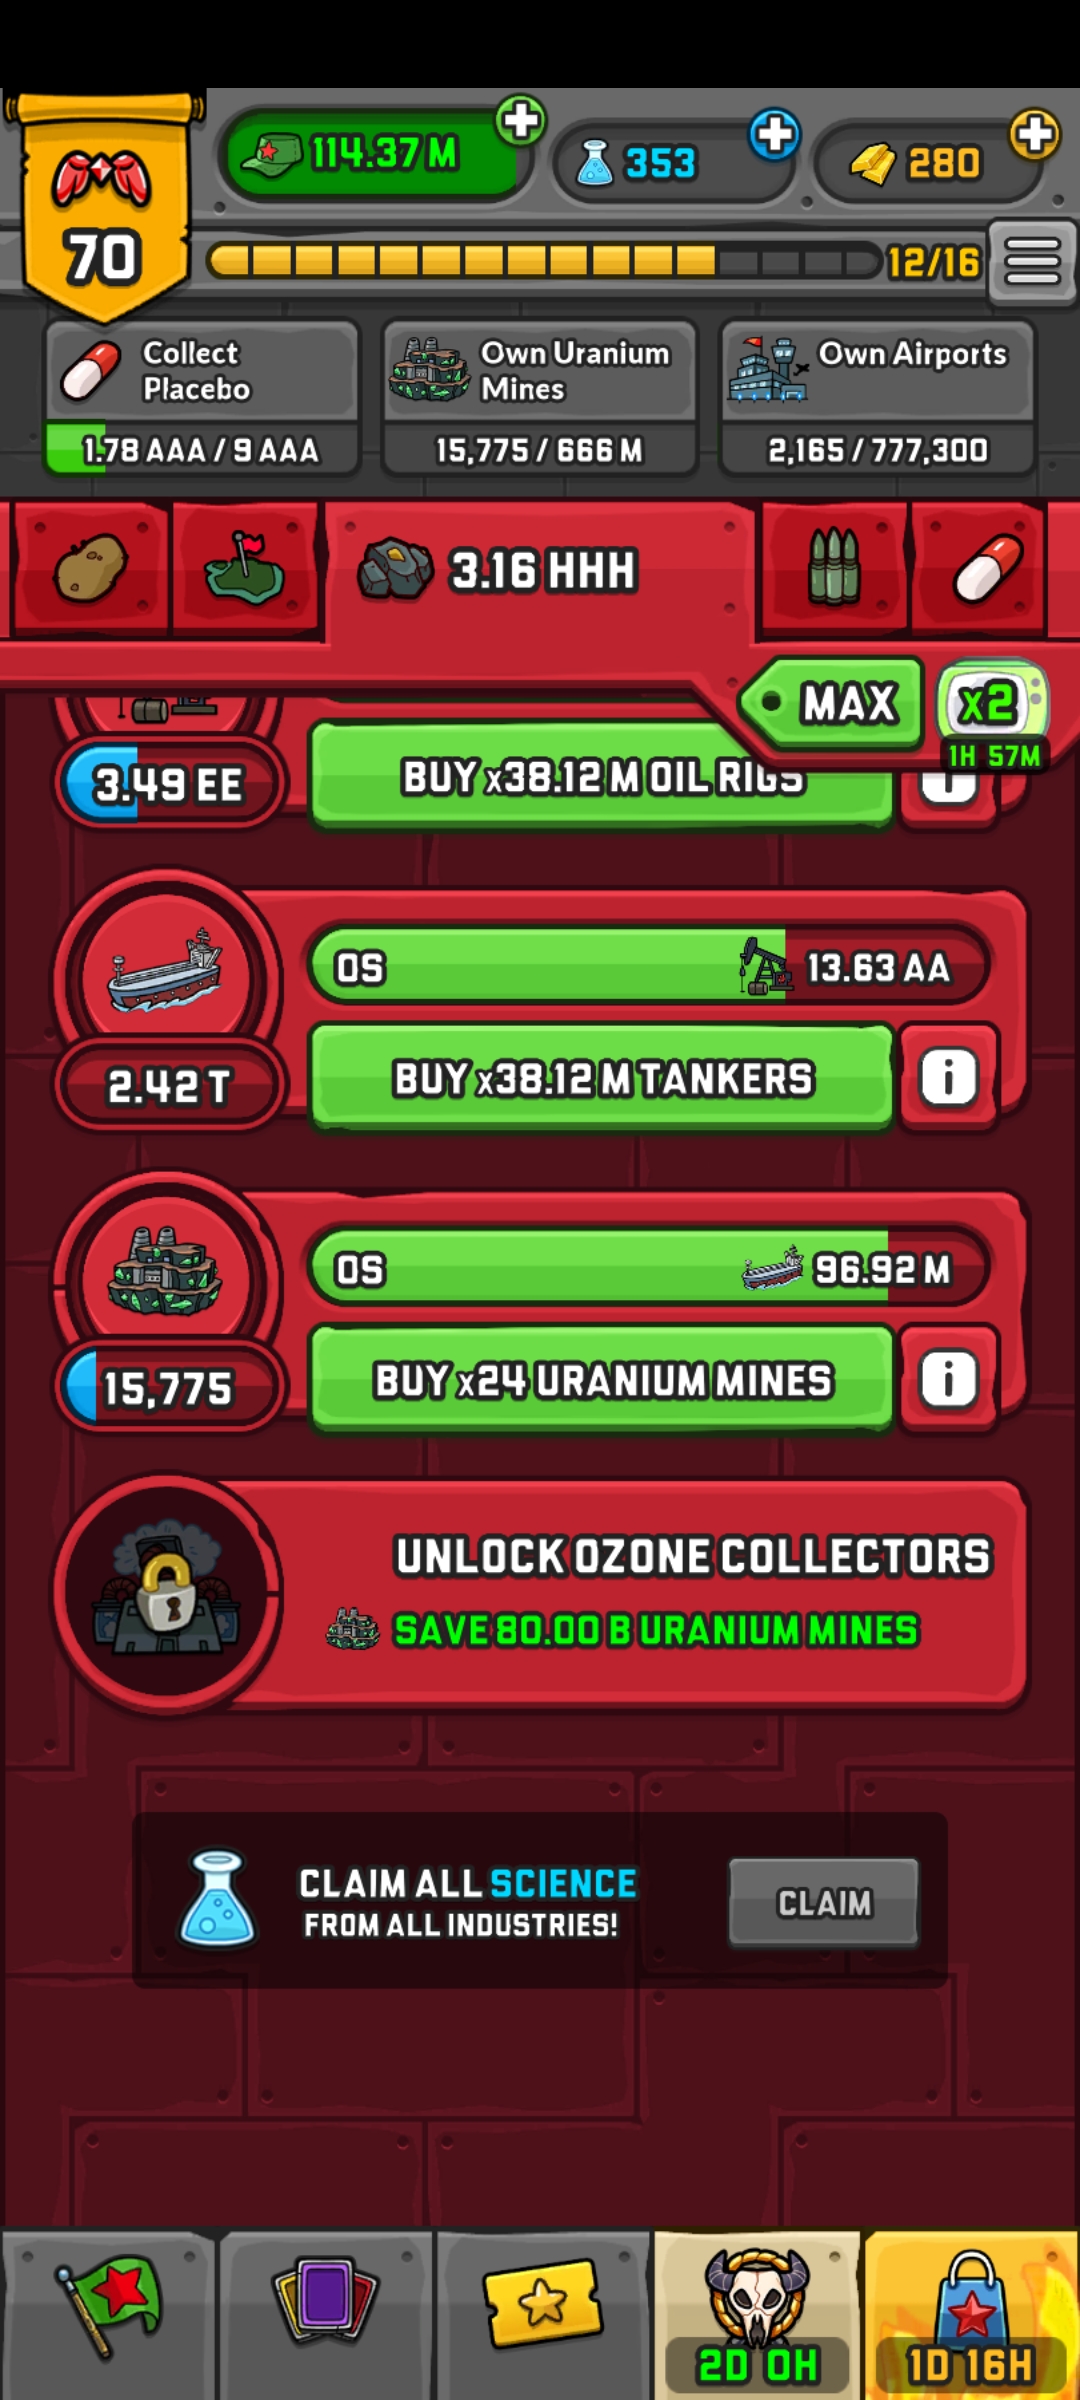 114.37 M
353
280
70
12/16
Collect
Placebo
1.78 AAA / 9 AAA
Own Uranium
Mines
15,775 / 666 M
Own Airports
2,165 / 777,300
3.16 HHH
MAX
x2
1H 57M
3.49 EE
BUY x38.12 M OIL RIGS
0S
13.63 AA
2.42 T
BUY x38.12 M TANKERS
i
0S
96.92 M
15,775
BUY x24 URANIUM MINES
i
UNLOCK OZONE COLLECTORS
SAVE 80.00 B URANIUM MINES
CLAIM ALL SCIENCE
FROM ALL INDUSTRIES!
CLAIM
2D 0H
1D 16H